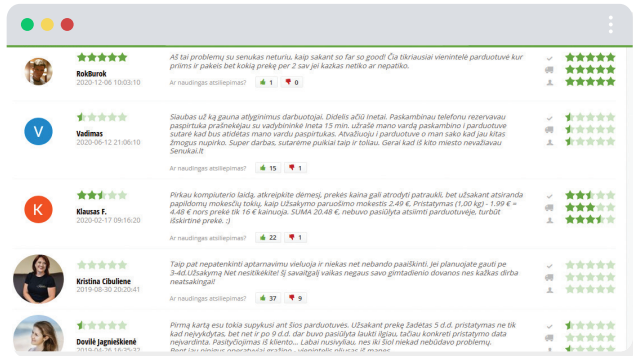 Aš tai problemų su senukas neturiu, kaip sakant so far so good! Čia tikriausiai vienintelė parduotuvė kur
priims ir pakeis bet kokią prekę per 2 sav jei kazkas netiko ar nepatiko.
RokBurok
2020-12-06 10:03:10
Ar naudingas atsiliepimas? 1 0
Siaubas už ką gauna atlyginimus darbuotojai. Didelis ačiū Inetai. Paskambinau telefonu rezervavau
paspirtuka prašnekėjau su vadybininke Ineta 15 min. užrašė mano vardą paskambino i parduotuve
sutarė kad bus atidėtas mano vardu paspirtukas. Atvažiuoju i parduotuve o man sako kad jau kitas
žmogus nupirko. Super darbas, sutarėme puikiai taip ir toliau. Gerai kad iš kito miesto nevažiavau
Senukai.lt
V
Vadimas
2020-06-12 21:06:10
Ar naudingas atsiliepimas? 15 1
Pirkau kompiuterio laidą, atkreipkite dėmesį, prekės kaina gali atrodyti patraukli, bet užsakant atsiranda
papildomų mokesčių tokių, kaip Užsakymo paruošimo mokestis 2.49 €, Pristatymas (1,00 kg) - 1.99 € =
4.48 € nors prekė tik 16 € kainuoja. SUMA 20.48 €, nebuvo pasiūlyta atsiimti parduotuvėje, turbūt
išskirtinė prekė. :)
K
Klausas F.
2020-02-17 09:16:20
Ar naudingas atsiliepimas? 22 1
Taip pat nepatenkinti aptarnavimu vieluoja ir niekas net nebando paaiškinti. Jei planuojate gauti pe
3-4d.Užsakymą Net nesitikėkite! šį savaitgalį vaikas negaus savo gimtadienio dovanos nes kažkas dirba
neatsakingai!
Kristina Cibuliene
2019-08-30 20:20:41
Ar naudingas atsiliepimas? 37 9
Pirmą kartą esu tokia supykusi ant šios parduotuvės. Užsakant prekę žadėtas 5 d.d. pristatymas ne tik
kad neįvykdytas, bet net ir po 9 d.d. dar buvo pasiūlyta laukti ilgiau, tačiau konkreti pristatymo data
neįvardinta. Pasityčiojimas iš kliento... Labai nusivyliau, nes iki šiol niekad nebūdavo problemų.
Dovilė Jagnieškienė